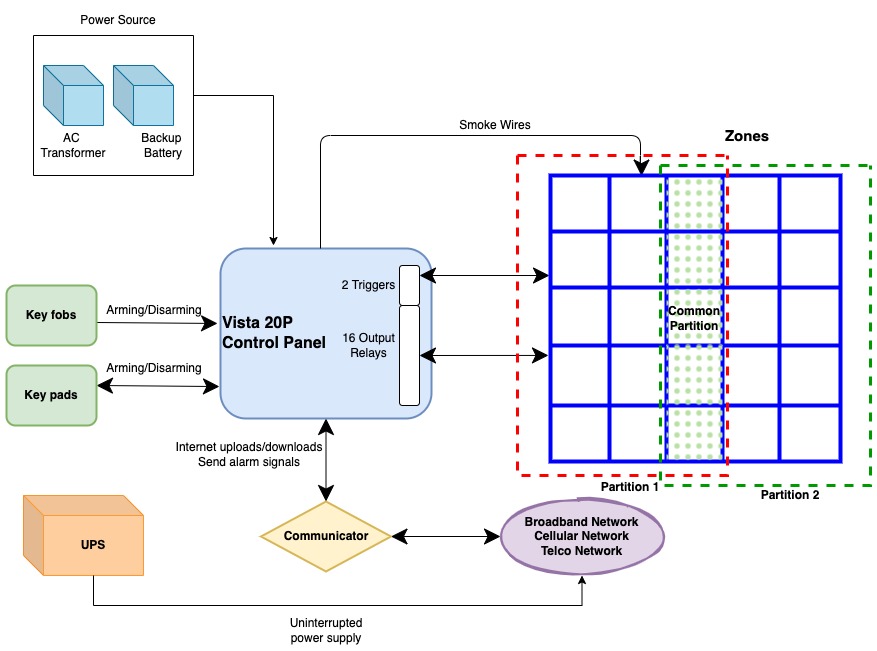 Power Source
AC
Transformer
Backup
Battery
Smoke Wires
Zones
Key fobs
Arming/Disarming
Key pads
Arming/Disarming
Vista 20P
Control Panel
2 Triggers
16 Output
Relays
Common
Partition
Partition 1
Partition 2
Internet uploads/downloads
Send alarm signals
Communicator
Broadband Network
Cellular Network
Telco Network
UPS
Uninterrupted
power supply